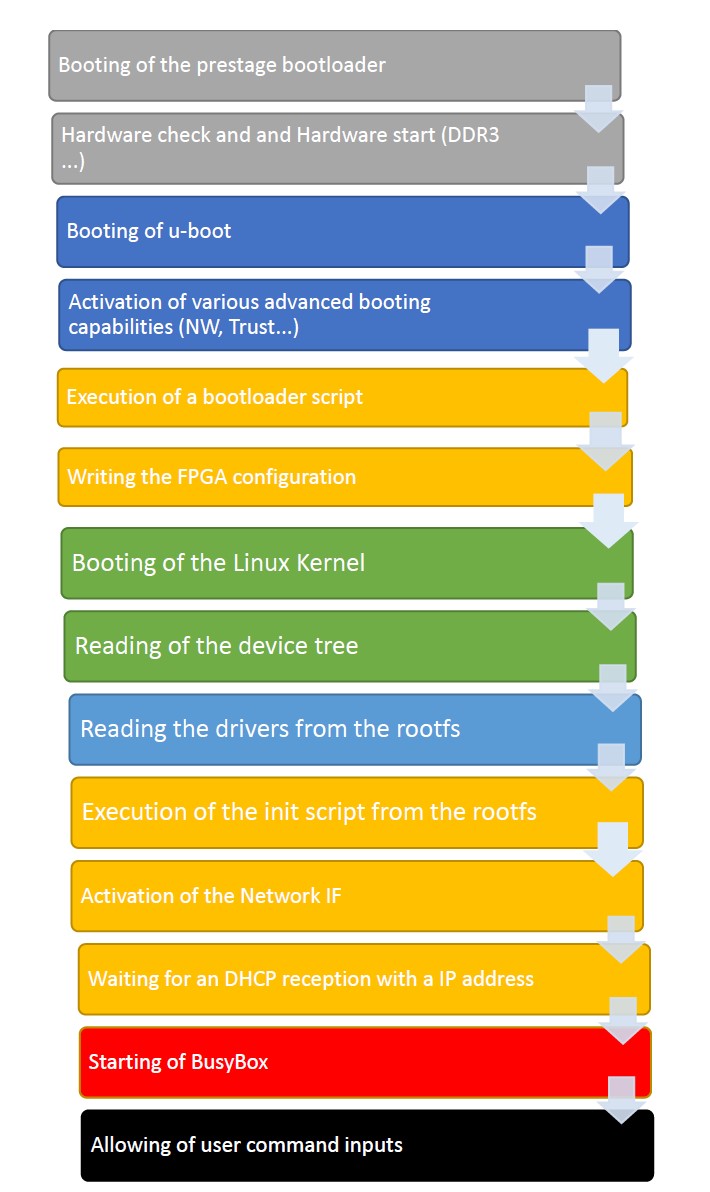 Booting of the prestage bootloader
Hardware check and and Hardware start (DDR3
...)
Booting of u-boot
Activation of various advanced booting
capabilities (NW, Trust...)
Execution of a bootloader script
Writing the FPGA configuration
Booting of the Linux Kernel
Reading of the device tree
Reading the drivers from the rootfs
Execution of the init script from the rootfs
Activation of the Network IF
Waiting for an DHCP reception with a IP address
Starting of BusyBox
Allowing of user command inputs